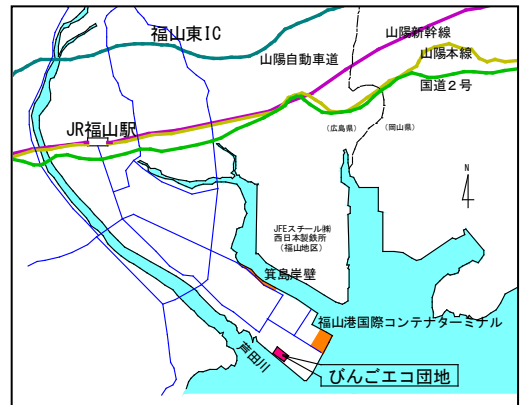 福山東IC
山陽新幹線
山陽自動車道
山陽本線
国道2号
JR福山駅
(広島県)
(岡山県)
N
JFEスチール㈱
西日本製鉄所
(福山地区)
箕島岸壁
福山港国際コンテナターミナル
芦田川
びんごエコ団地